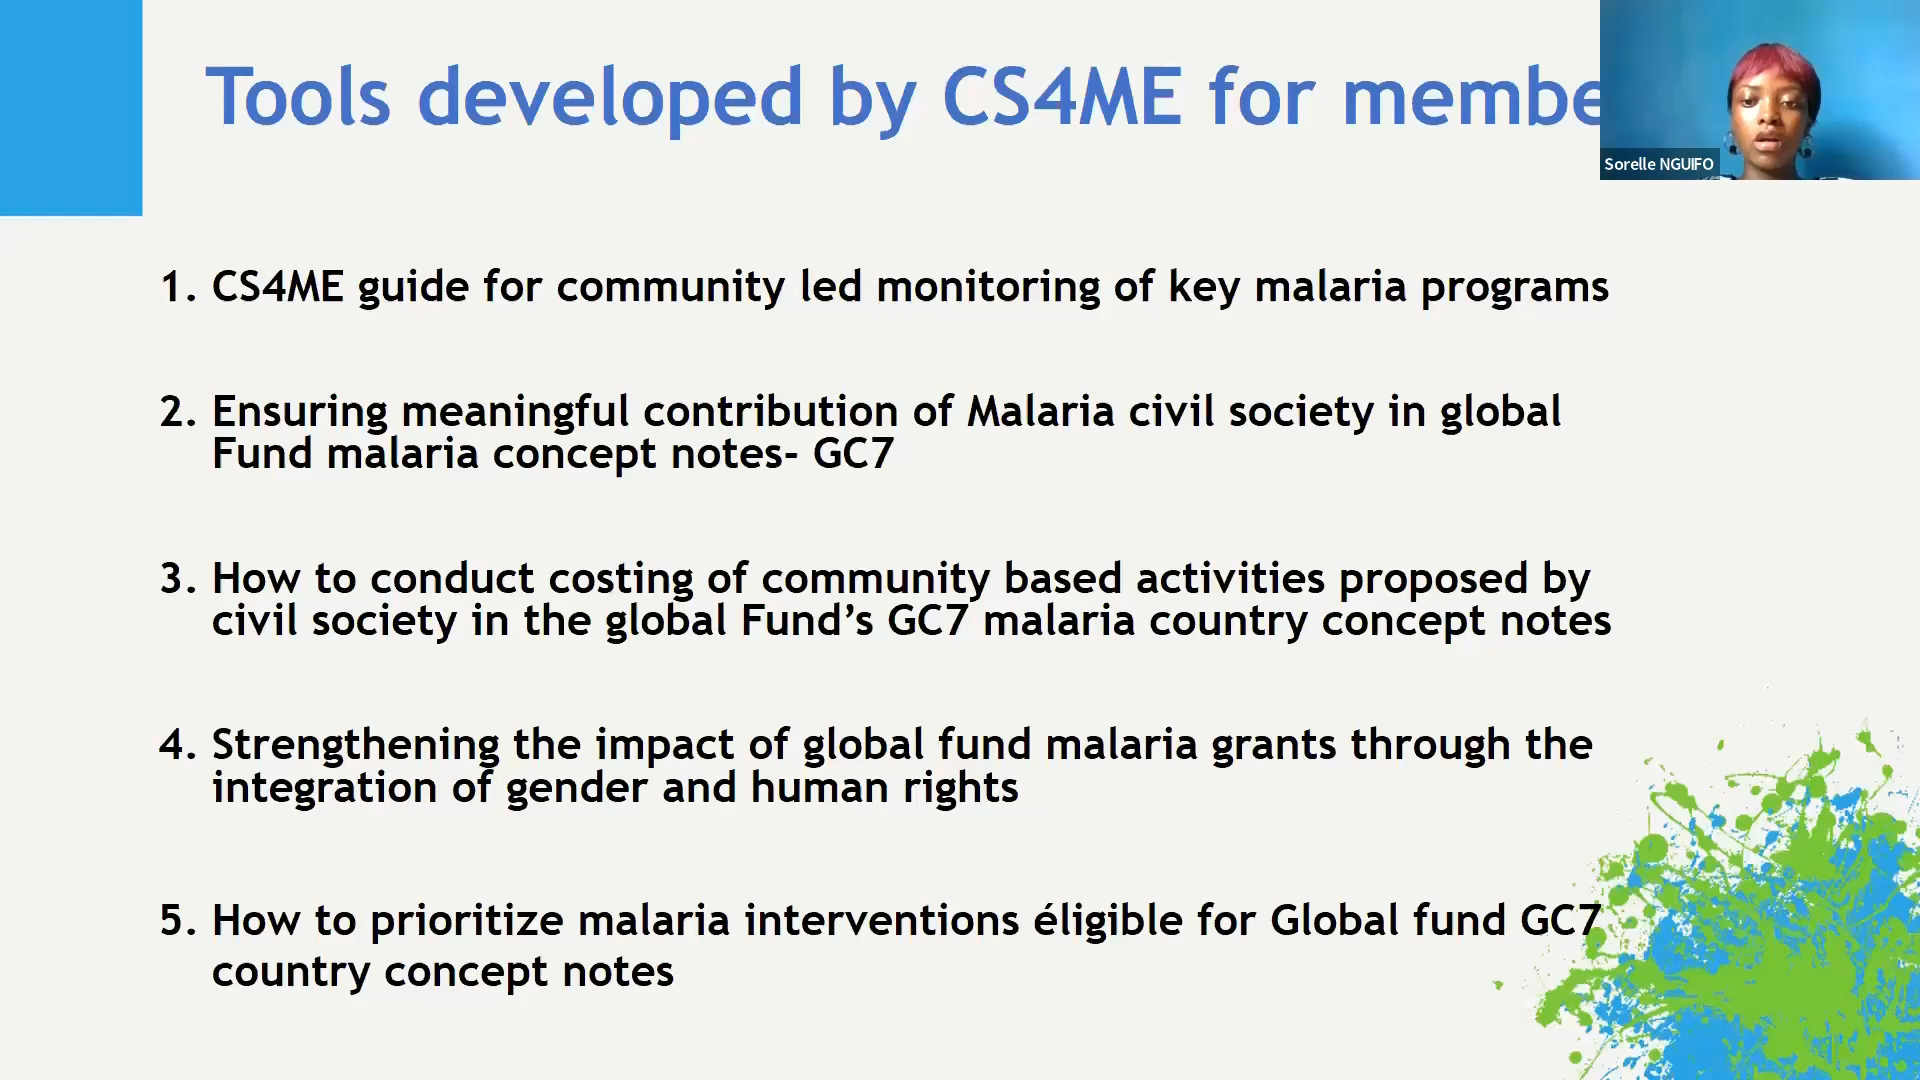 Tools developed by CS4ME for membe
Sorelle NGUIFO
1. CS4ME guide for community led monitoring of key malaria programs
2. Ensuring meaningful contribution of Malaria civil society in global
Fund malaria concept notes- GC7
3. How to conduct costing of community based activities proposed by
civil society in the global Fund’s GC7 malaria country concept notes
4. Strengthening the impact of global fund malaria grants through the
integration of gender and human rights
5. How to prioritize malaria interventions éligible for Global fund GC7
country concept notes